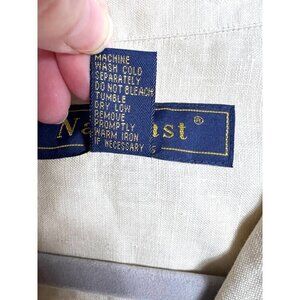 MACHINE
WASH COLD
SEPARATELY
DO NOT BLEACH
TUMBLE
DRY LOW
REMOVE
PROMPTLY
WARM IRON
IF NECESSARY
®